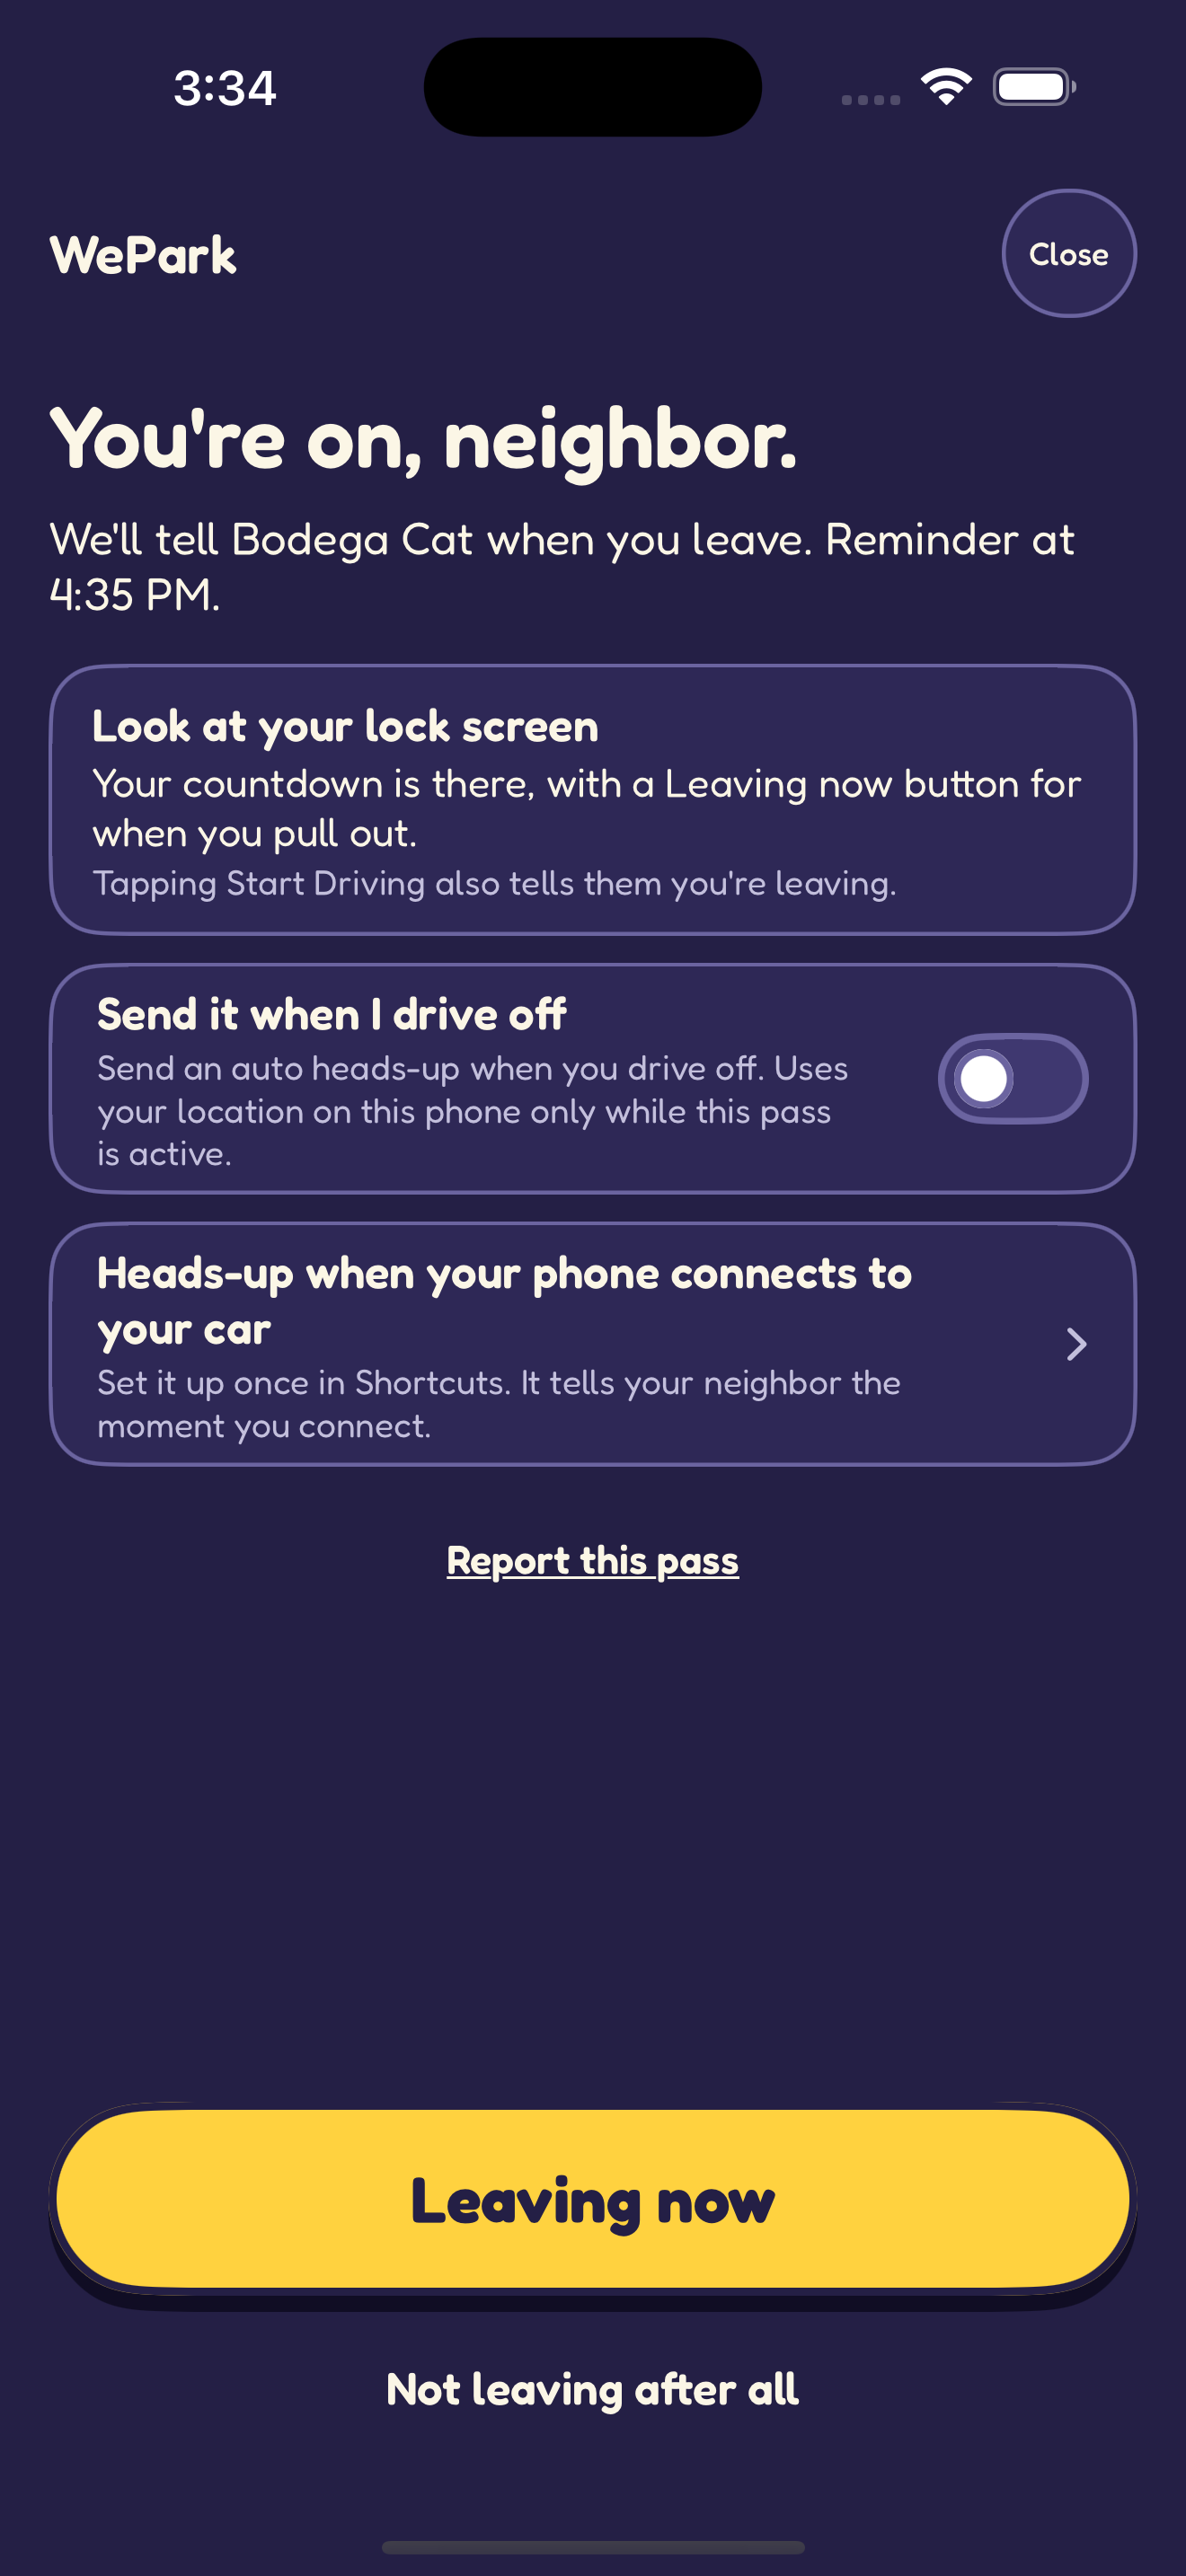 3:34
WePark
Close
You're on, neighbor.
We'll tell Bodega Cat when you leave. Reminder at
4:35 PM.
Look at your lock screen
Your countdown is there, with a Leaving now button for
when you pull out.
Tapping Start Driving also tells them you're leaving.
Send it when I drive off
Send an auto heads-up when you drive off. Uses
your location on this phone only while this pass
is active.
Heads-up when your phone connects to
your car
Set it up once in Shortcuts. It tells your neighbor the
moment you connect.
Report this pass
Leaving now
Not leaving after all